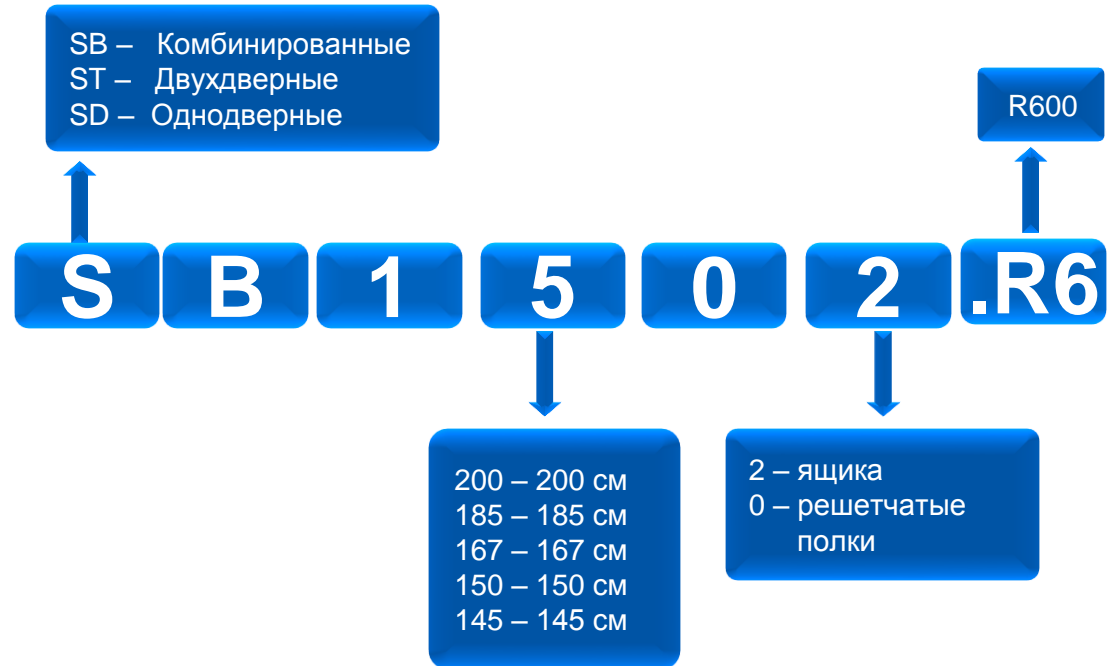 SB – Комбинированные
ST – Двухдверные
SD – Однодверные
R600
S B 1 5 0 2 .R6
200 – 200 см
185 – 185 см
167 – 167 см
150 – 150 см
145 – 145 см
2 – ящика
0 – решетчатые
полки